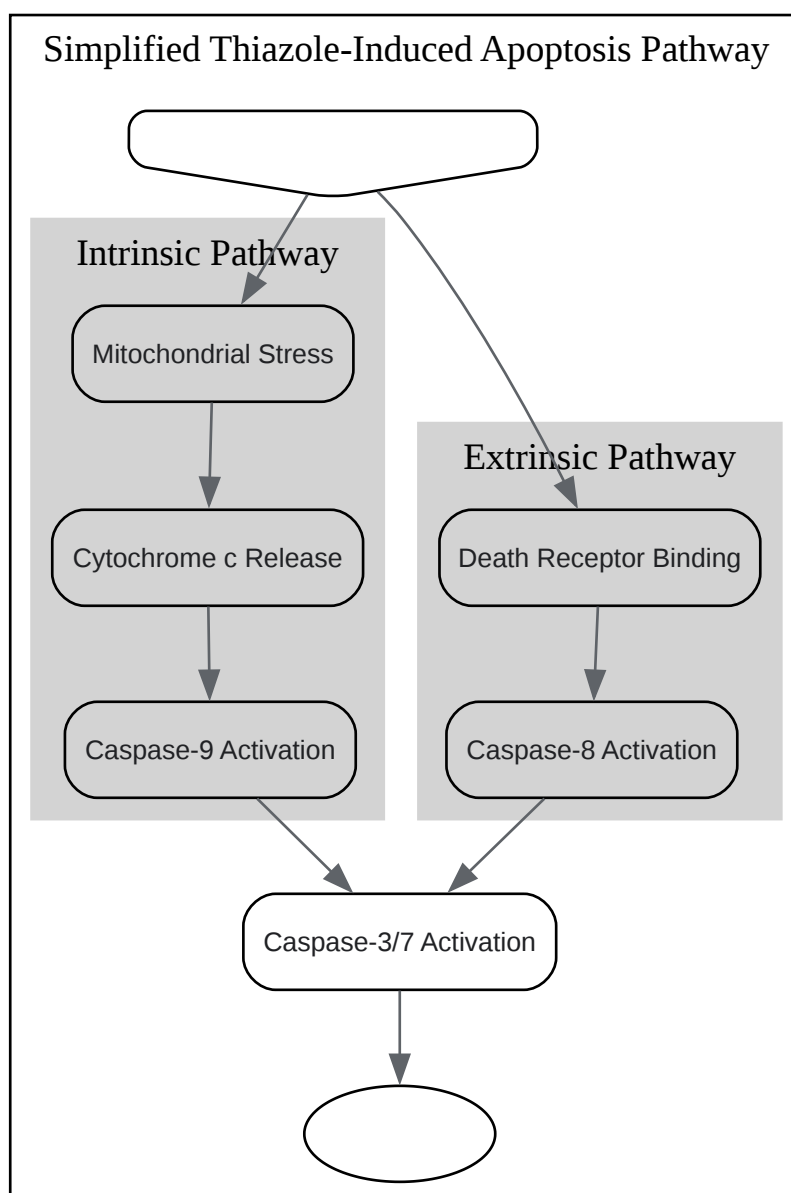 Simplified Thiazole-Induced Apoptosis Pathway
Intrinsic Pathway
Mitochondrial Stress
Extrinsic Pathway
Cytochrome c Release
Death Receptor Binding
Caspase-9 Activation
Caspase-8 Activation
Caspase-3/7 Activation